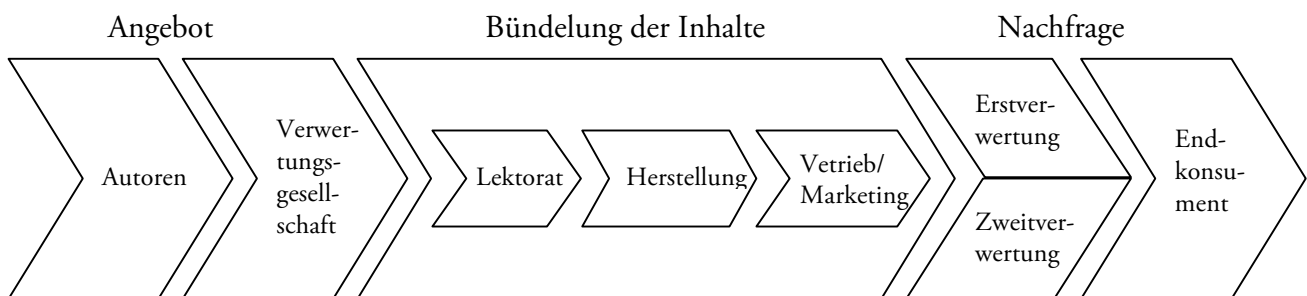 Angebot
Bündelung der Inhalte
Nachfrage
Autoren
Verwer-
tungs-
gesell-
schaft
Lektorat
Herstellung
Vetrieb/
Marketing
Erstver-
wertung
Zweitver-
wertung
End-
konsu-
ment